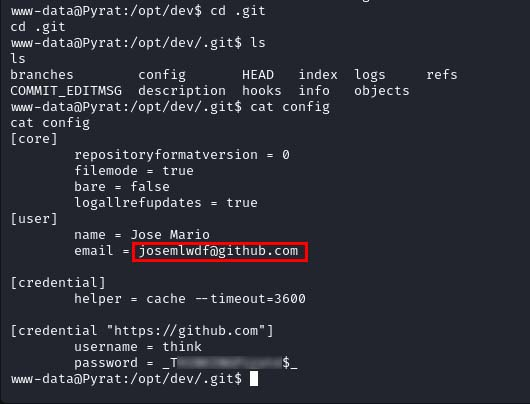 www-data@Pyrat:/opt/dev$ cd .git
cd .git
www-data@Pyrat:/opt/dev/.git$ ls
ls
branches config HEAD index logs refs
COMMIT_EDITMSG description hooks info objects
www-data@Pyrat:/opt/dev/.git$ cat config
cat config
[core]
repositoryformatversion = 0
filemode = true
bare = false
logallrefupdates = true
[user]
name = Jose Mario
email = josemlwdf@github.com
[credential]
helper = cache --timeout=3600
[credential "https://github.com"]
username = think
password =
www-data@Pyrat:/opt/dev/.git$